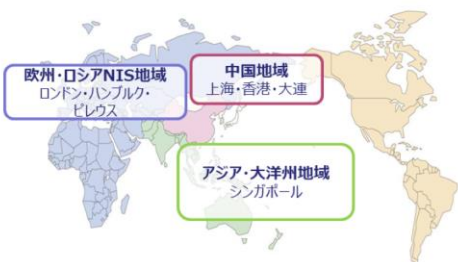 欧州・ロシアNIS地域
ロンドン・ハンブルク・
ピレウス
中国地域
上海・香港・大連
アジア・大洋州地域
シンガポール